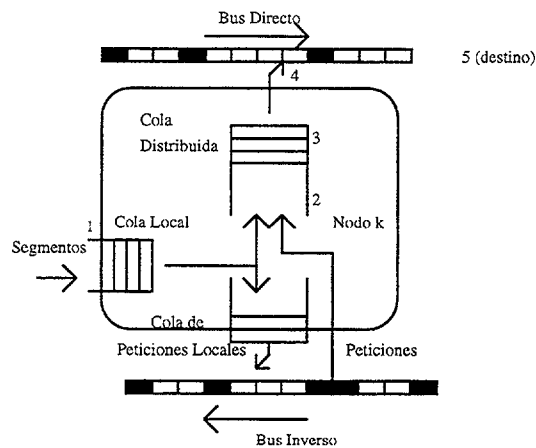 Bus Directo
5 (destino)
4
Cola
Distribuida
3
2
1
Cola Local
Nodo k
Segmentos
Cola de
Peticiones Locales
Peticiones
Bus Inverso